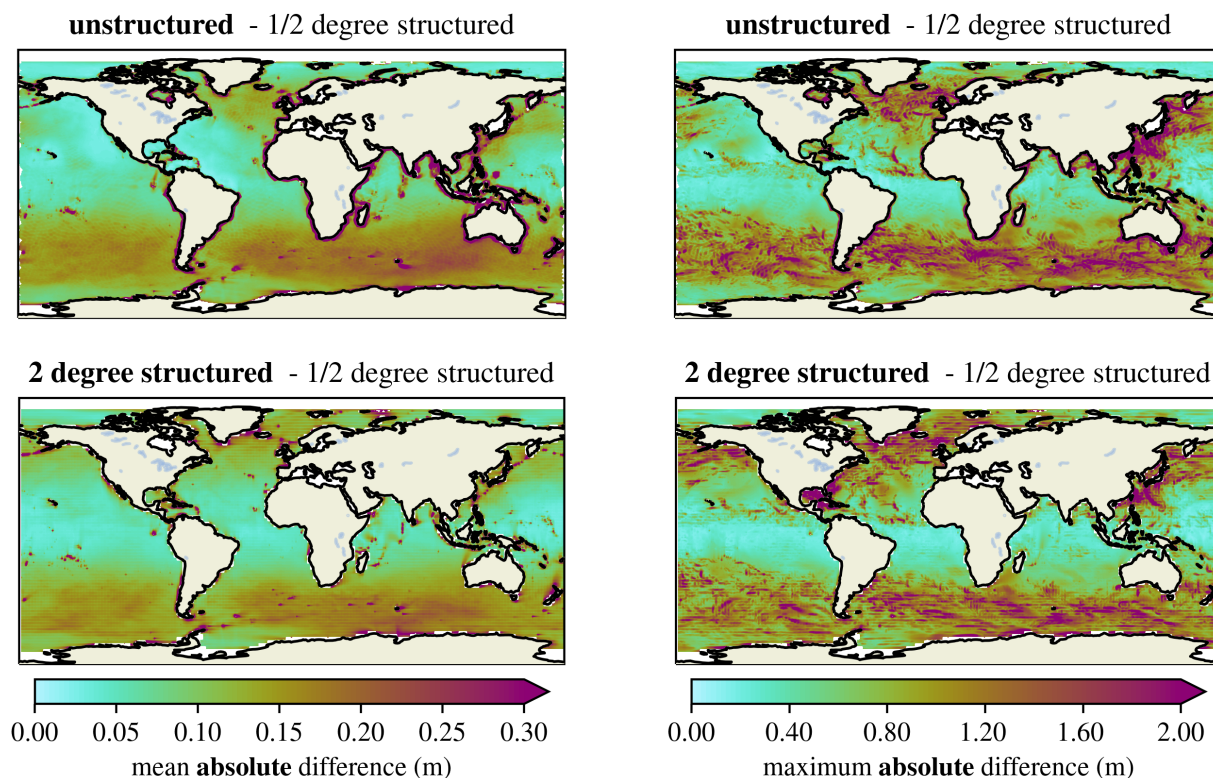 unstructured - 1/2 degree structured
unstructured - 1/2 degree structured
2 degree structured - 1/2 degree structured
2 degree structured - 1/2 degree structured
0.00 0.05 0.10 0.15 0.20 0.25 0.30
mean absolute difference (m)
0.00 0.40 0.80 1.20 1.60 2.00
maximum absolute difference (m)